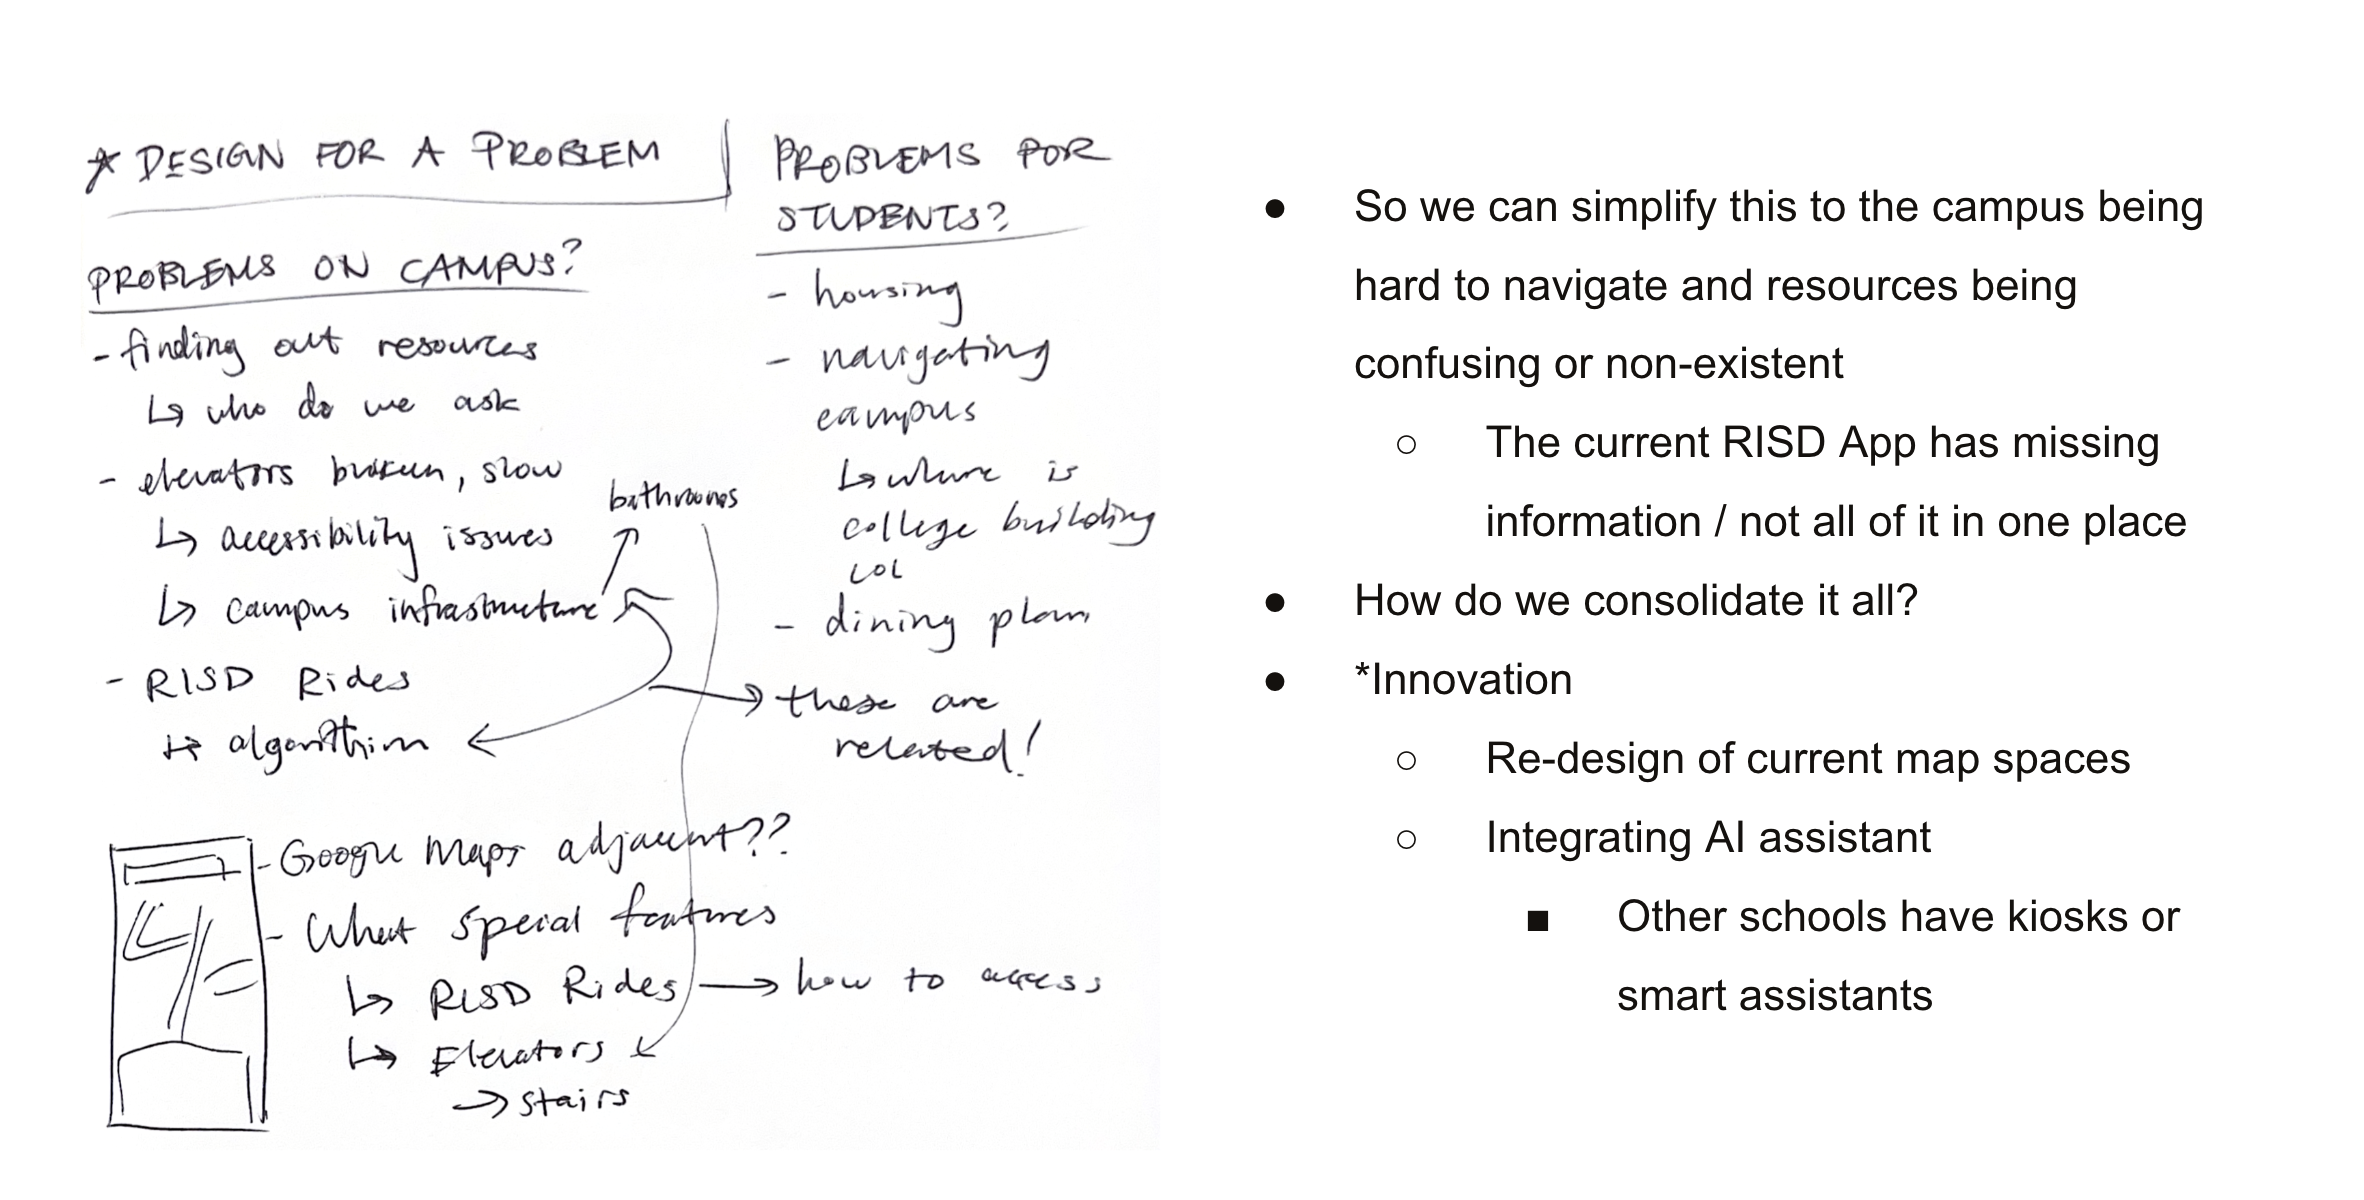 * DESIGN FOR A PROBLEM
PROBLEMS ON CAMPUS?
- finding out resources
↳ who do we ask
- elevators broken, slow
↳ accessibility issues
↳ campus infrastructure
bathrooms
- RISD Rides
↳ algorithim
PROBLEMS FOR
STUDENTS?
- housing
- navigating
campus
↳ where is
college building
LOL
- dining plan
→ these are
related!
- Google Maps adjacent??
- What special features
↳ RISD Rides → how to access
↳ Elevators
→ stairs
● So we can simplify this to the campus being
hard to navigate and resources being
confusing or non-existent
○ The current RISD App has missing
information / not all of it in one place
● How do we consolidate it all?
● *Innovation
○ Re-design of current map spaces
○ Integrating AI assistant
■ Other schools have kiosks or
smart assistants